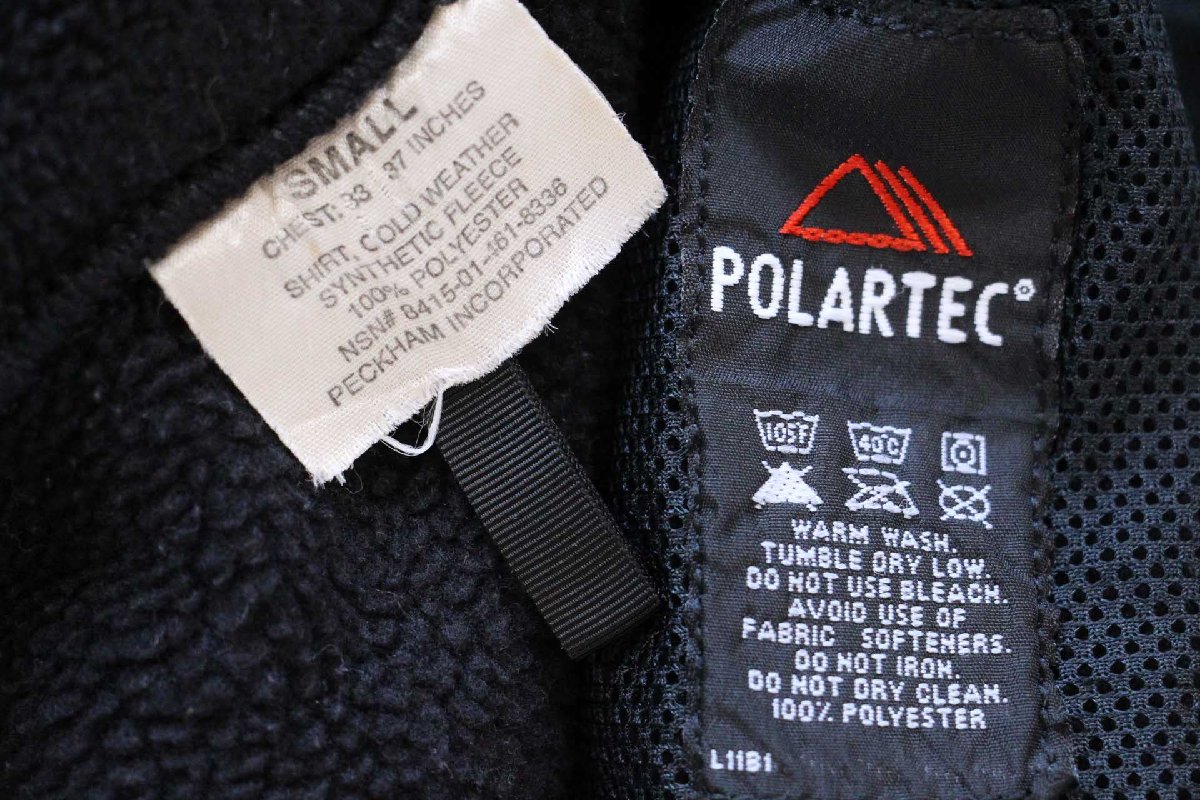 SMALL
CHEST: 33 37 INCHES
SHIRT, COLD WEATHER
SYNTHETIC FLEECE
100% POLYESTER
NSN# 8415-01-461-8336
PECKHAM INCORPORATED
POLARTEC®
105F 40°C
WARM WASH.
TUMBLE DRY LOW.
DO NOT USE BLEACH.
AVOID USE OF
FABRIC SOFTENERS.
DO NOT IRON.
DO NOT DRY CLEAN.
100% POLYESTER
L11B1